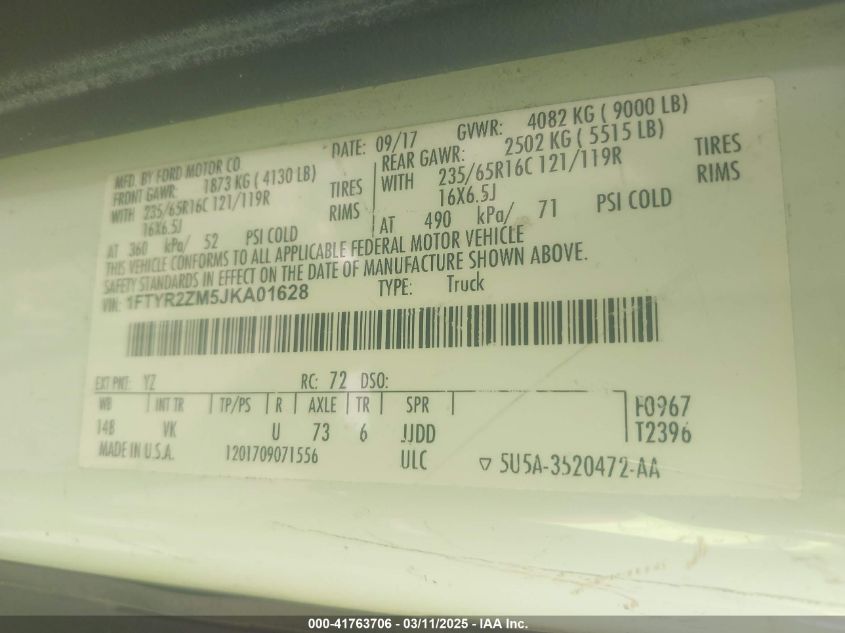 MFD. BY FORD MOTOR CO
DATE: 09/17 GVWR: 4082 KG ( 9000 LB)
FRONT GAWR: 1873 KG ( 4130 LB)
REAR GAWR: 2502 KG ( 5515 LB)
WITH 235/65R16C 121/119R TIRES
WITH 235/65R16C 121/119R TIRES
16X6.5J RIMS
16X6.5J RIMS
AT 360 kPa/ 52 PSI COLD
AT 490 kPa/ 71 PSI COLD
THIS VEHICLE CONFORMS TO ALL APPLICABLE FEDERAL MOTOR VEHICLE
SAFETY STANDARDS IN EFFECT ON THE DATE OF MANUFACTURE SHOWN ABOVE.
VIN: 1FTYR2ZM5JKA01628 TYPE: Truck
EXT PNT: YZ RC: 72 DSO:
WB INT TR TP/PS R AXLE TR SPR F0967
148 VK U 73 6 JJDD T2396
MADE IN U.S.A. 1201709071556 ULC ▽ 5U5A-3520472-AA
000-41763706 - 03/11/2025 - IAA Inc.